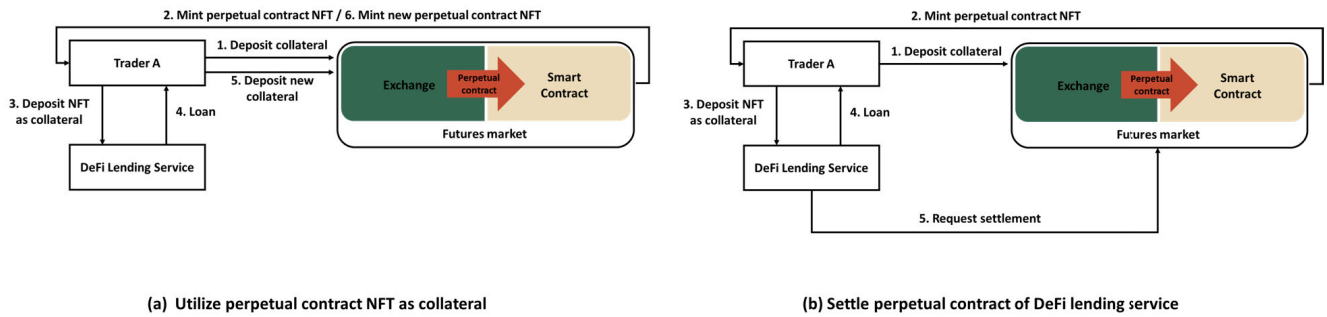 2. Mint perpetual contract NFT / 6. Mint new perpetual contract NFT
Trader A
1. Deposit collateral
5. Deposit new
collateral
Exchange
Perpetual
contract
Smart
Contract
Futures market
3. Deposit NFT
as collateral
4. Loan
DeFi Lending Service
(a) Utilize perpetual contract NFT as collateral
2. Mint perpetual contract NFT
Trader A
1. Deposit collateral
Exchange
Perpetual
contract
Smart
Contract
Futures market
3. Deposit NFT
as collateral
4. Loan
DeFi Lending Service
5. Request settlement
(b) Settle perpetual contract of DeFi lending service